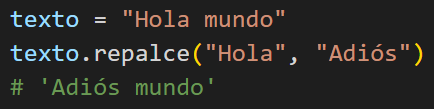 texto = "Hola mundo"
texto.repalce("Hola", "Adiós")
# 'Adiós mundo'